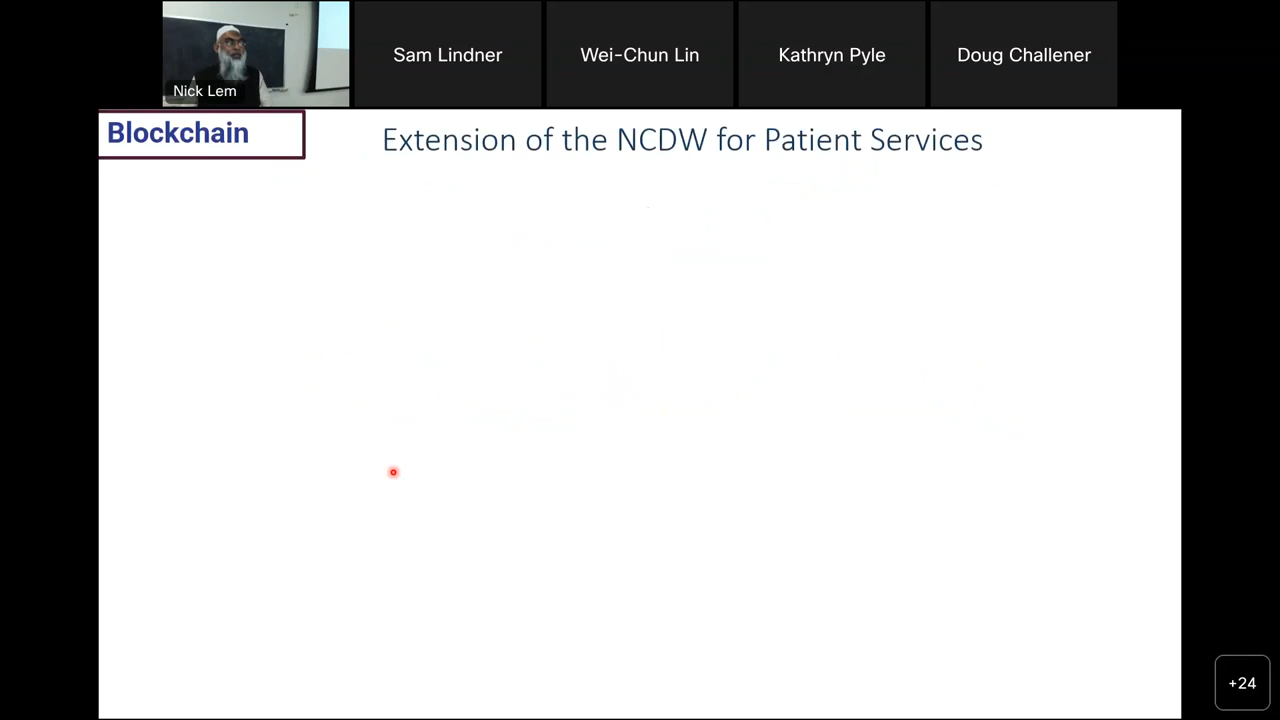 Nick Lem
Sam Lindner
Wei-Chun Lin
Kathryn Pyle
Doug Challener
Blockchain
Extension of the NCDW for Patient Services
+24